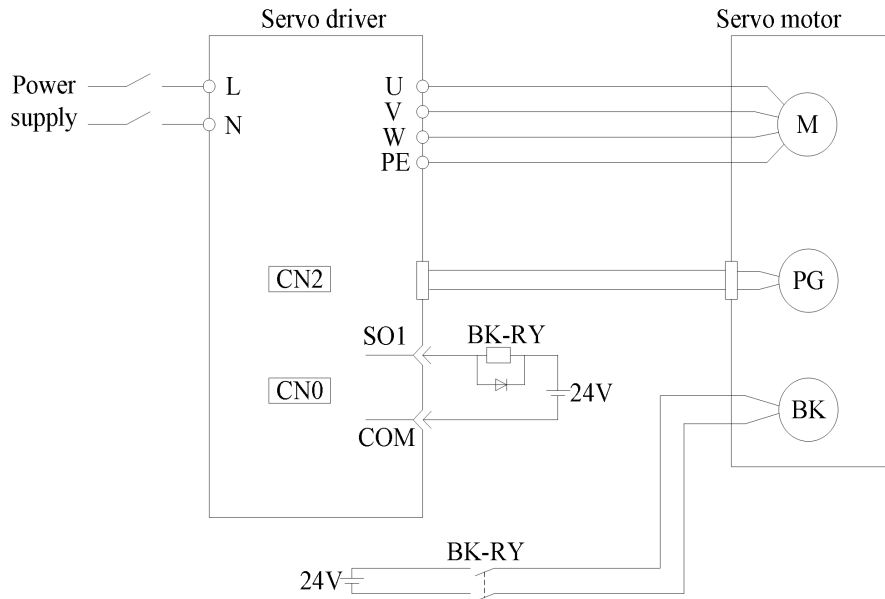 Servo driver
Servo motor
Power
supply
L
N
U
V
W
PE
M
CN2
PG
SO1
BK-RY
CN0
24V
COM
BK
BK-RY
24V